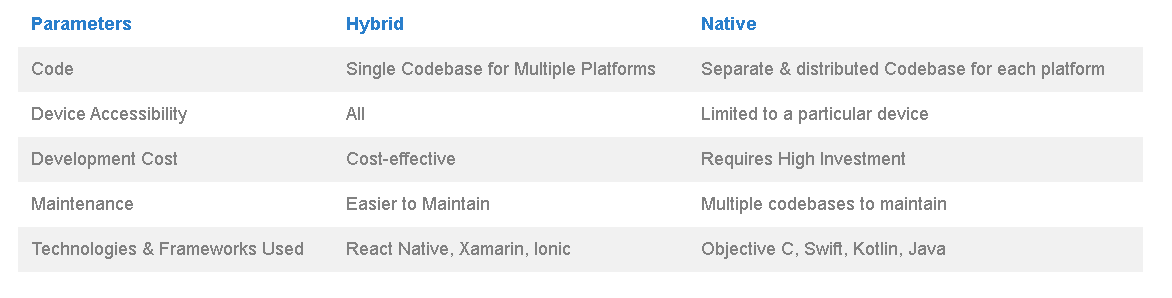 Parameters Hybrid Native
Code Single Codebase for Multiple Platforms Separate & distributed Codebase for each platform
Device Accessibility All Limited to a particular device
Development Cost Cost-effective Requires High Investment
Maintenance Easier to Maintain Multiple codebases to maintain
Technologies & Frameworks Used React Native, Xamarin, Ionic Objective C, Swift, Kotlin, Java